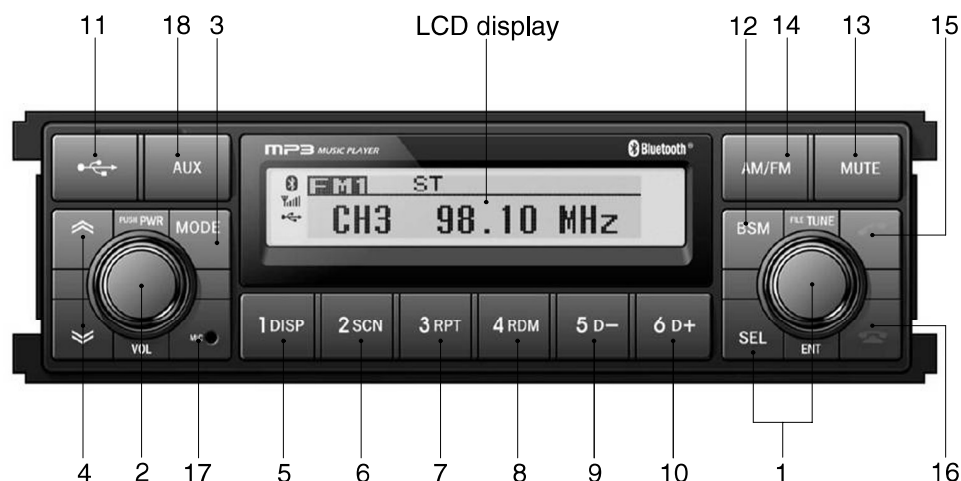 11 18 3 LCD display 12 14 13 15
MP3 MUSIC PLAYER Bluetooth®
AUX AM/FM MUTE
FM1 ST
CH3 98.10 MHz
PUSH PWR MODE BSM FILE TUNE
1 DISP 2 SCN 3 RPT 4 RDM 5 D− 6 D+
VOL MIC SEL ENT
4 2 17 5 6 7 8 9 10 1 16